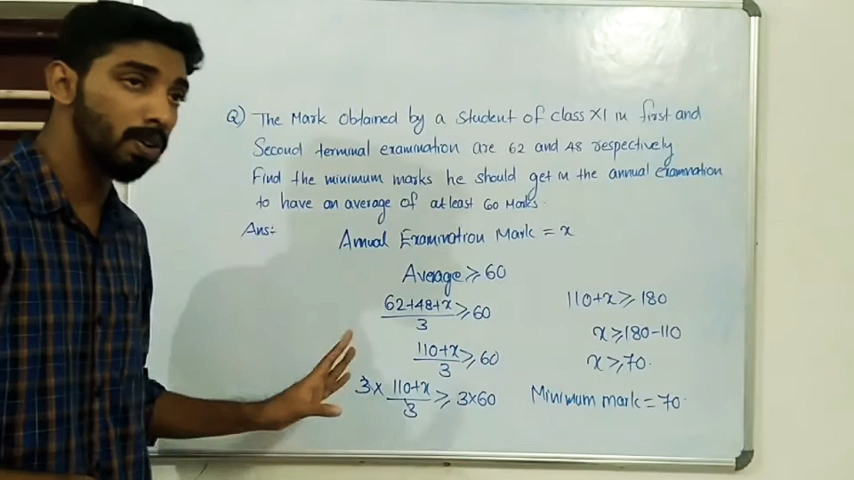 Q) The Mark obtained by a student of class XI in first and
Second terminal examination are 62 and 48 respectively
Find the minimum marks he should get in the annual examination
to have an average of atleast 60 Marks.
Ans:
Annual Examination Mark = x
Average ≥ 60
62+48+x/3 ≥ 60
110+x/3 ≥ 60
3 x 110+x/3 ≥ 3x60
110+x ≥ 180
x ≥ 180-110
x ≥ 70.
Minimum mark = 70.